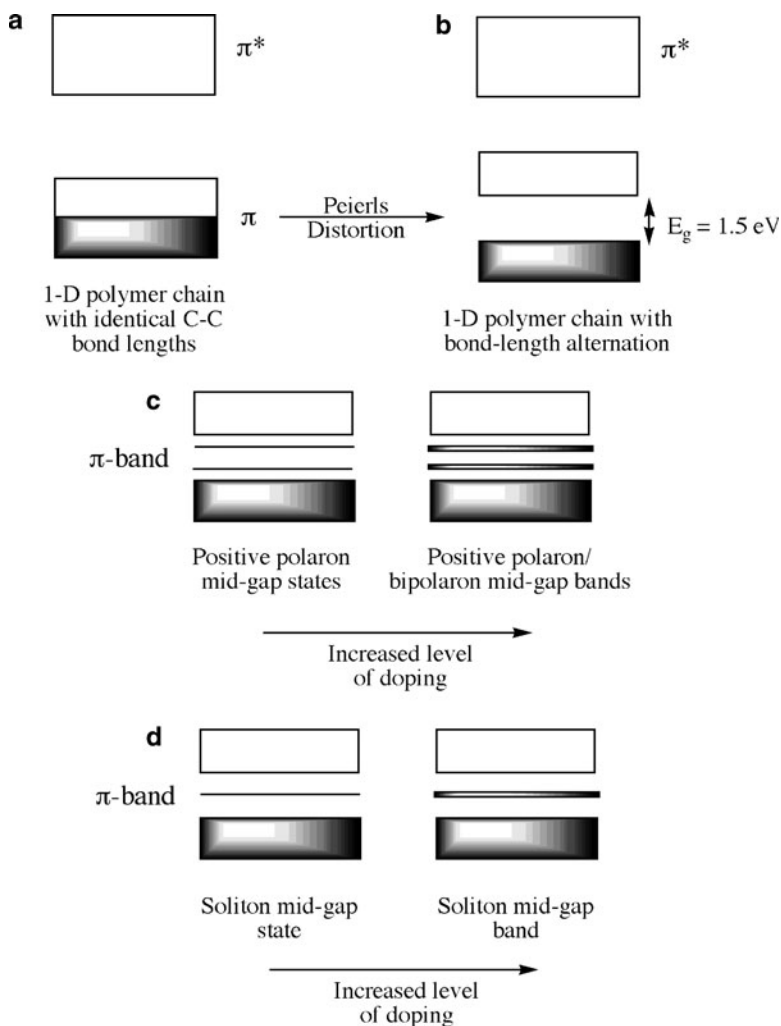 a
π*
π
1-D polymer chain
with identical C-C
bond lengths
Peierls
Distortion
b
π*
E_g = 1.5 eV
1-D polymer chain with
bond-length alternation
c
π-band
Positive polaron
mid-gap states
Positive polaron/
bipolaron mid-gap bands
Increased level
of doping
d
π-band
Soliton mid-gap
state
Soliton mid-gap
band
Increased level
of doping